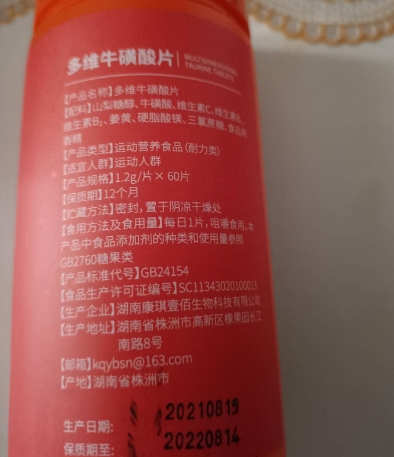 多维牛磺酸片
MULTIDIMENSIONAL
TAURINE TABLETS
【产品名称】多维牛磺酸片
【配料】山梨糖醇、牛磺酸、维生素C、维生素
维生素B₂、姜黄、硬脂酸镁、三氯蔗糖、食品用
香精
【产品类型】运动营养食品(耐力类)
【适宜人群】运动人群
【产品规格】1.2g/片×60片
【保质期】12个月
【贮藏方法】密封，置于阴凉干燥处
【食用方法及食用量】每日1片，咀嚼食用。本
产品中食品添加剂的种类和使用量参照
GB2760糖果类
【产品标准代号】GB24154
【食品生产许可证编号】SC11343020100013
【生产企业】湖南康琪壹佰生物科技有限公司
【生产地址】湖南省株洲市高新区橡果园长江
南路8号
【邮箱】kqybsn@163.com
【产地】湖南省株洲市
生产日期: 20210815
保质期至: 20220814